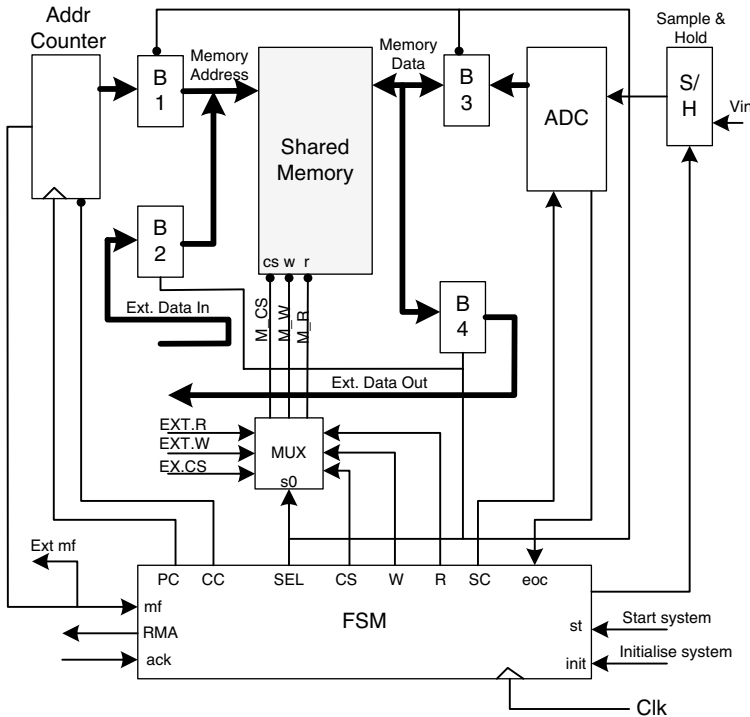 Addr
Counter
Sample &
Hold
Memory
Address
Memory
Data
B
1
B
3
S/
H
Vin
ADC
Shared
Memory
B
2
cs w r
B
4
Ext. Data In
M_CS
M_W
M_R
Ext. Data Out
EXT.R
EXT.W
EX.CS
MUX
s0
Ext mf
PC CC SEL CS W R SC eoc
mf
FSM
RMA
st
Start system
ack
init
Initialise system
Clk